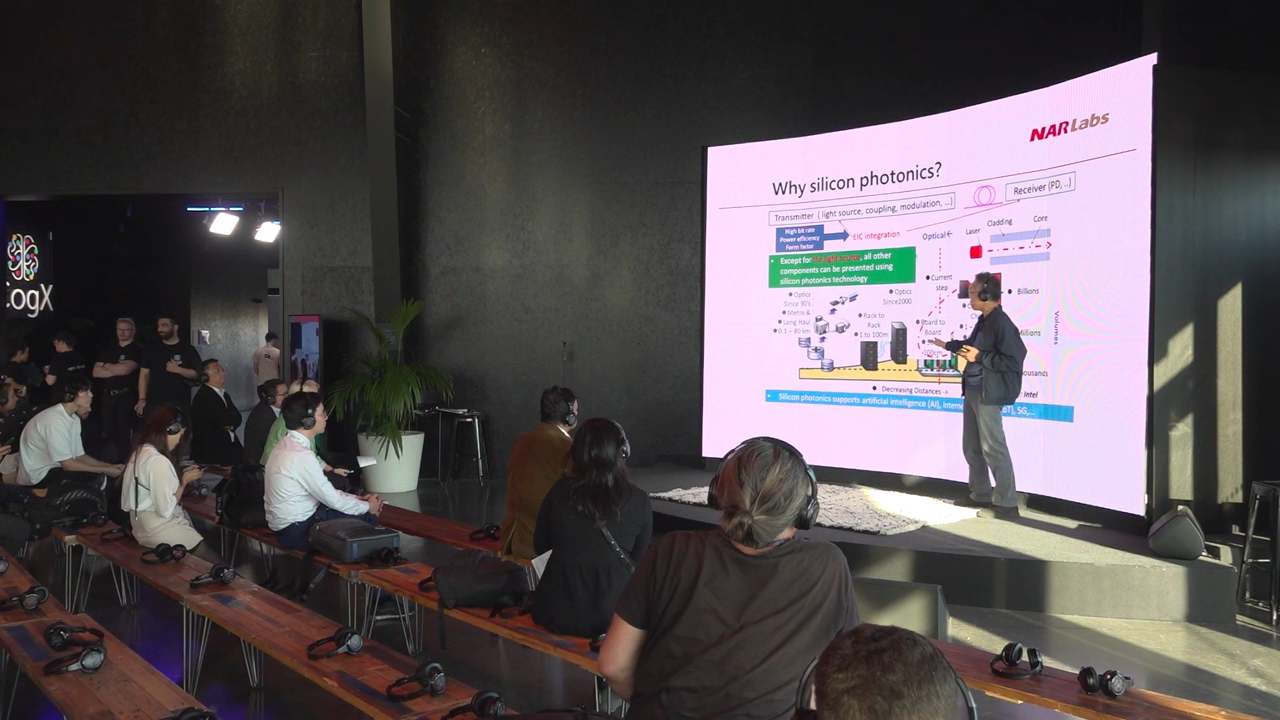 NARLabs
Why silicon photonics?
Transmitter ( light source, coupling, modulation, ...)
Receiver (PD, ..)
High bit rate
Power efficiency
Form factor
EIC integration
Optical
Laser
Cladding
Core
Except for the light source, all other
components can be presented using
silicon photonics technology
Current
step
Billions
Optics
Since 90's
Metro &
Long Haul
0.1 – 80 km
Optics
Since2000
Rack to
Rack
1 to 100m
Board to
Board
Volumes
Decreasing Distances →
Intel
Silicon photonics supports artificial intelligence (AI),
5G,...